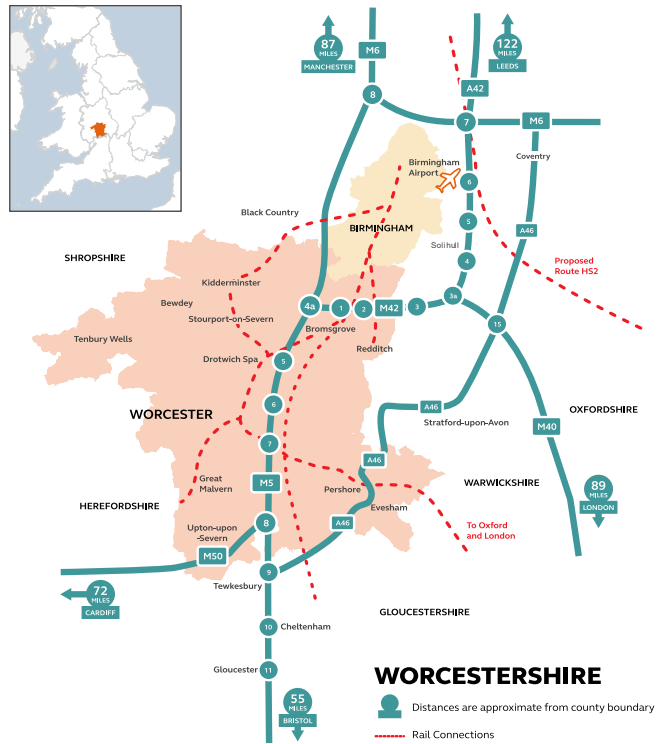 87
MILES
MANCHESTER
M6
122
MILES
LEEDS
A42
8
7
M6
Coventry
Birmingham
Airport
6
Black Country
BIRMINGHAM
5
A46
Solihull
SHROPSHIRE
4
Proposed
Route HS2
Kidderminster
Bewdey
Stourport-on-Severn
4a
1
2
M42
3
3a
15
Bromsgrove
Tenbury Wells
Redditch
Drotwich Spa
5
6
A46
OXFORDSHIRE
WORCESTER
Stratford-upon-Avon
M40
7
A46
Great
Malvern
M5
Pershore
WARWICKSHIRE
89
MILES
LONDON
HEREFORDSHIRE
Evesham
Upton-upon
-Severn
8
A46
To Oxford
and London
M50
9
Tewkesbury
72
MILES
CARDIFF
GLOUCESTERSHIRE
10
Cheltenham
Gloucester
11
55
MILES
BRISTOL
WORCESTERSHIRE
Distances are approximate from county boundary
Rail Connections